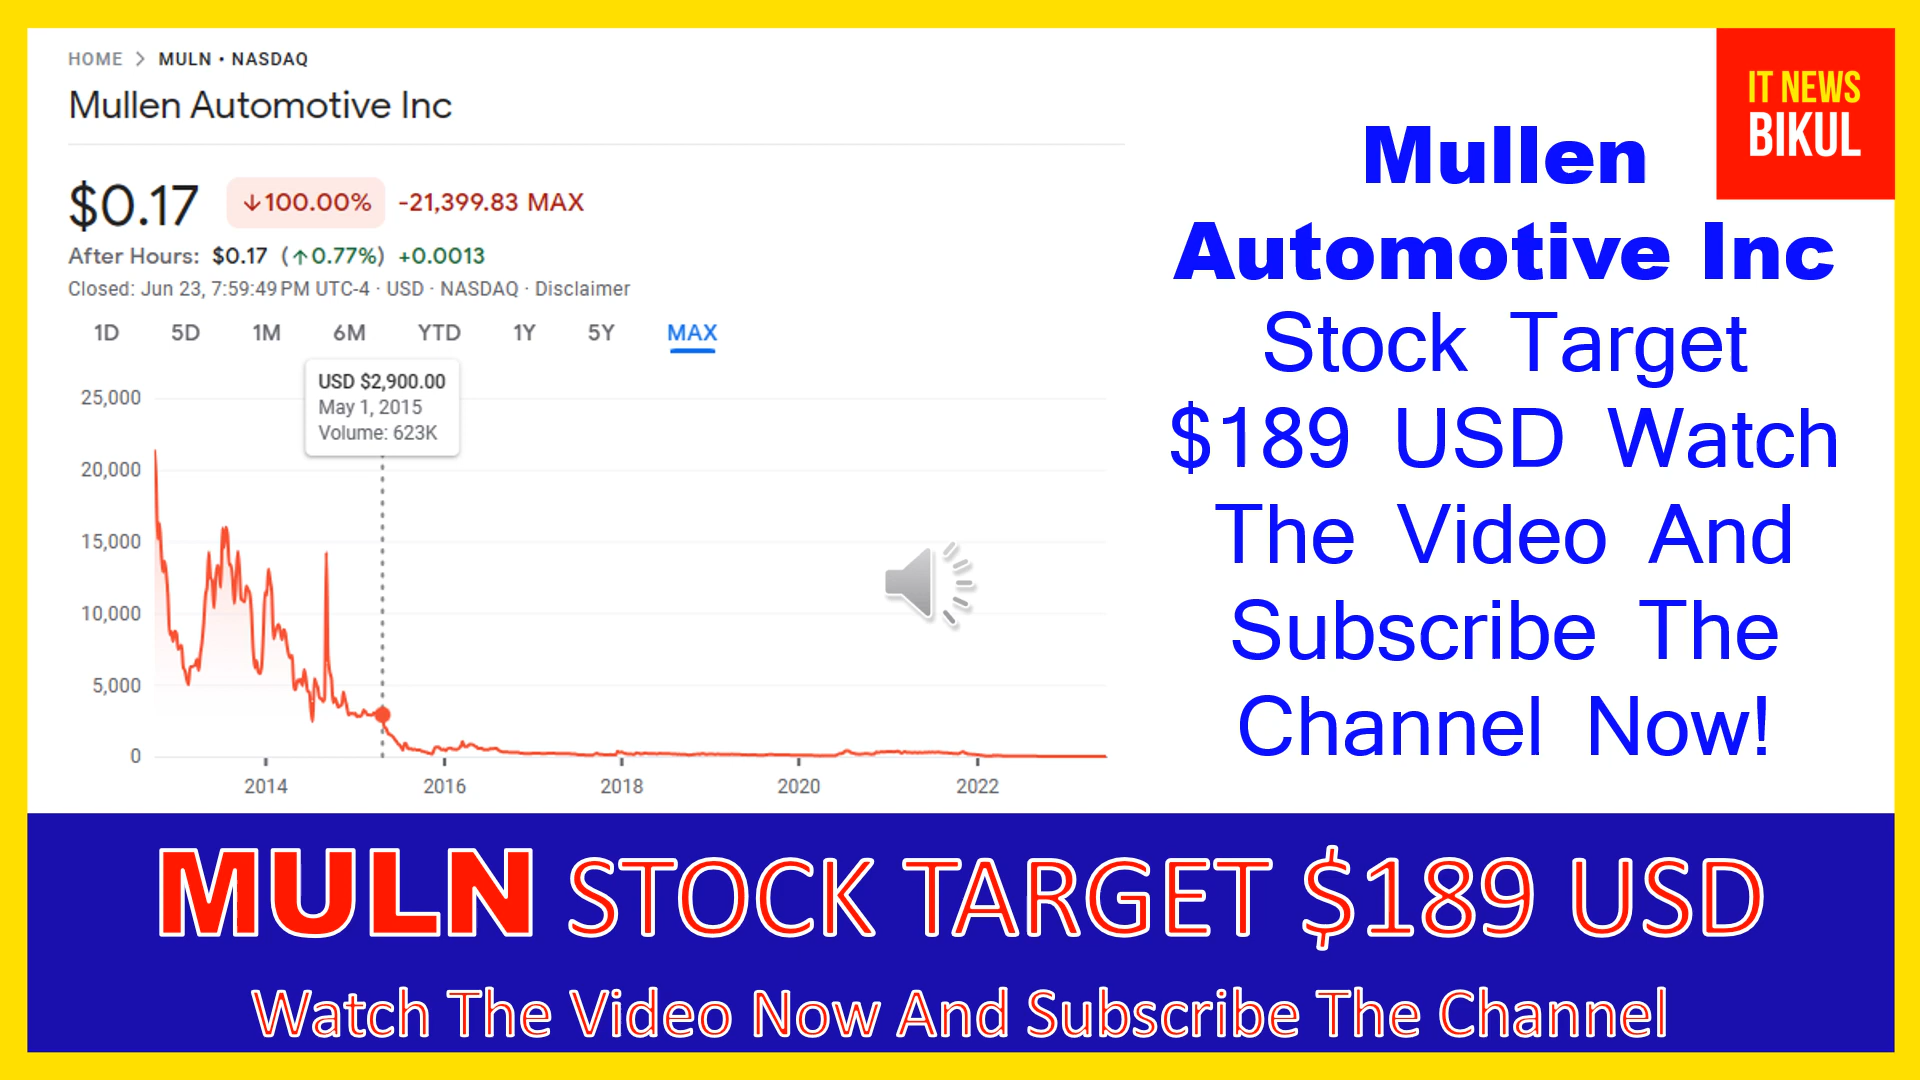 HOME > MULN • NASDAQ
Mullen Automotive Inc
$0.17 ↓100.00% -21,399.83 MAX
After Hours: $0.17 (↑0.77%) +0.0013
Closed: Jun 23, 7:59:49 PM UTC-4 · USD · NASDAQ · Disclaimer
1D 5D 1M 6M YTD 1Y 5Y MAX
USD $2,900.00
May 1, 2015
Volume: 623K
25,000
20,000
15,000
10,000
5,000
0
2014 2016 2018 2020 2022
IT NEWS
BIKUL
Mullen
Automotive Inc
Stock Target
$189 USD Watch
The Video And
Subscribe The
Channel Now!
MULN STOCK TARGET $189 USD
Watch The Video Now And Subscribe The Channel